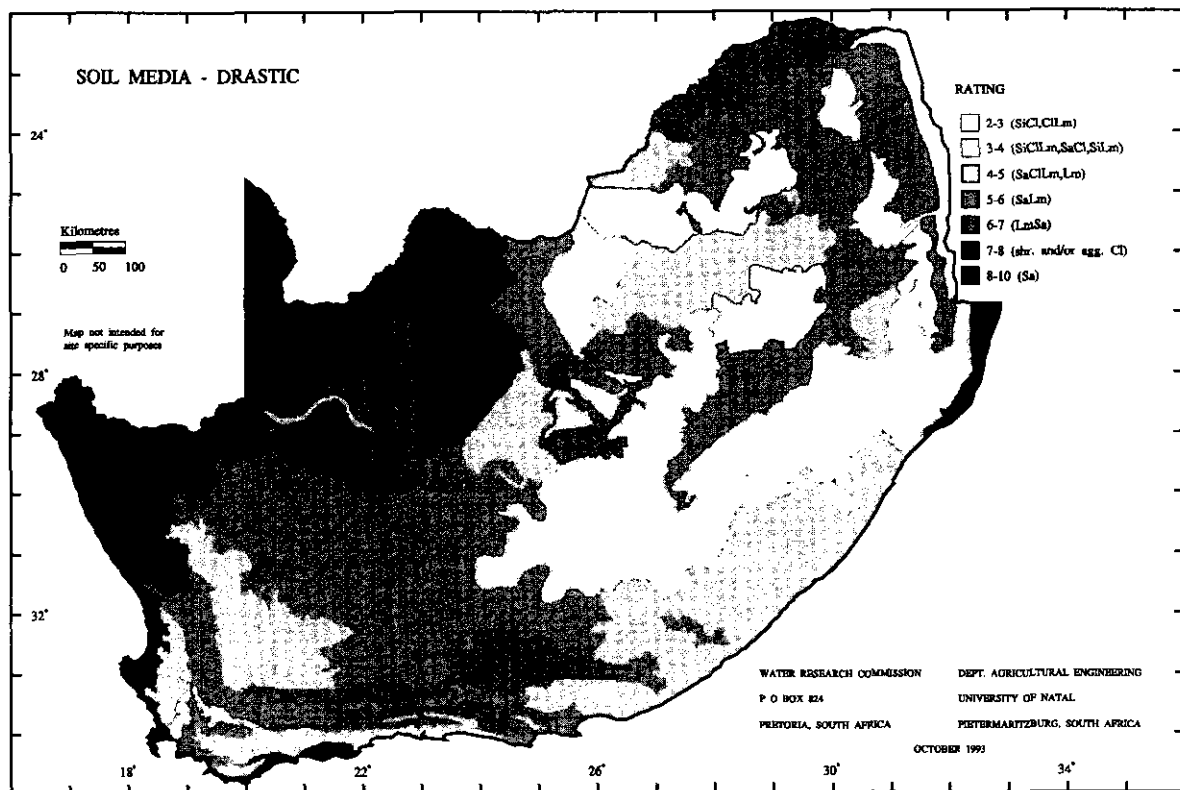 SOIL MEDIA - DRASTIC
RATING
2-3 (SiCl,ClLm)
3-4 (SiClLm,SaCl,SiLm)
4-5 (SaClLm,Lm)
5-6 (SaLm)
6-7 (LmSa)
7-8 (shr. and/or agg. Cl)
8-10 (Sa)
Kilometres
0 50 100
Map not intended for
site specific purposes
24°
28°
32°
18° 22° 26° 30° 34°
WATER RESEARCH COMMISSION
P O BOX 824
PRETORIA, SOUTH AFRICA
DEPT. AGRICULTURAL ENGINEERING
UNIVERSITY OF NATAL
PIETERMARITZBURG, SOUTH AFRICA
OCTOBER 1993